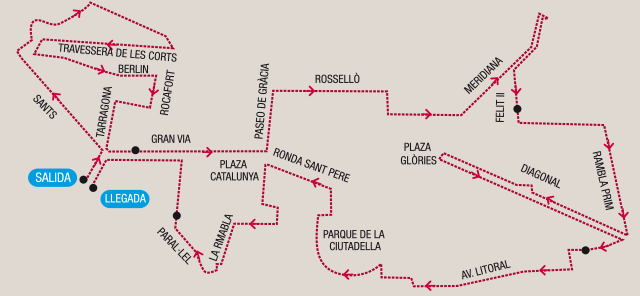 TRAVESSERA DE LES CORTS
BERLIN
ROCAFORT
SANTS
TARRAGONA
GRAN VIA
PASEO DE GRÀCIA
ROSSELLÒ
MERIDIANA
FELIT II
PLAZA
GLÒRIES
RAMBLA PRIM
DIAGONAL
PLAZA
CATALUNYA
RONDA SANT PERE
SALIDA
LLEGADA
PARAL-LEL
LA RMABLA
PARQUE DE LA
CIUTADELLA
AV. LITORAL